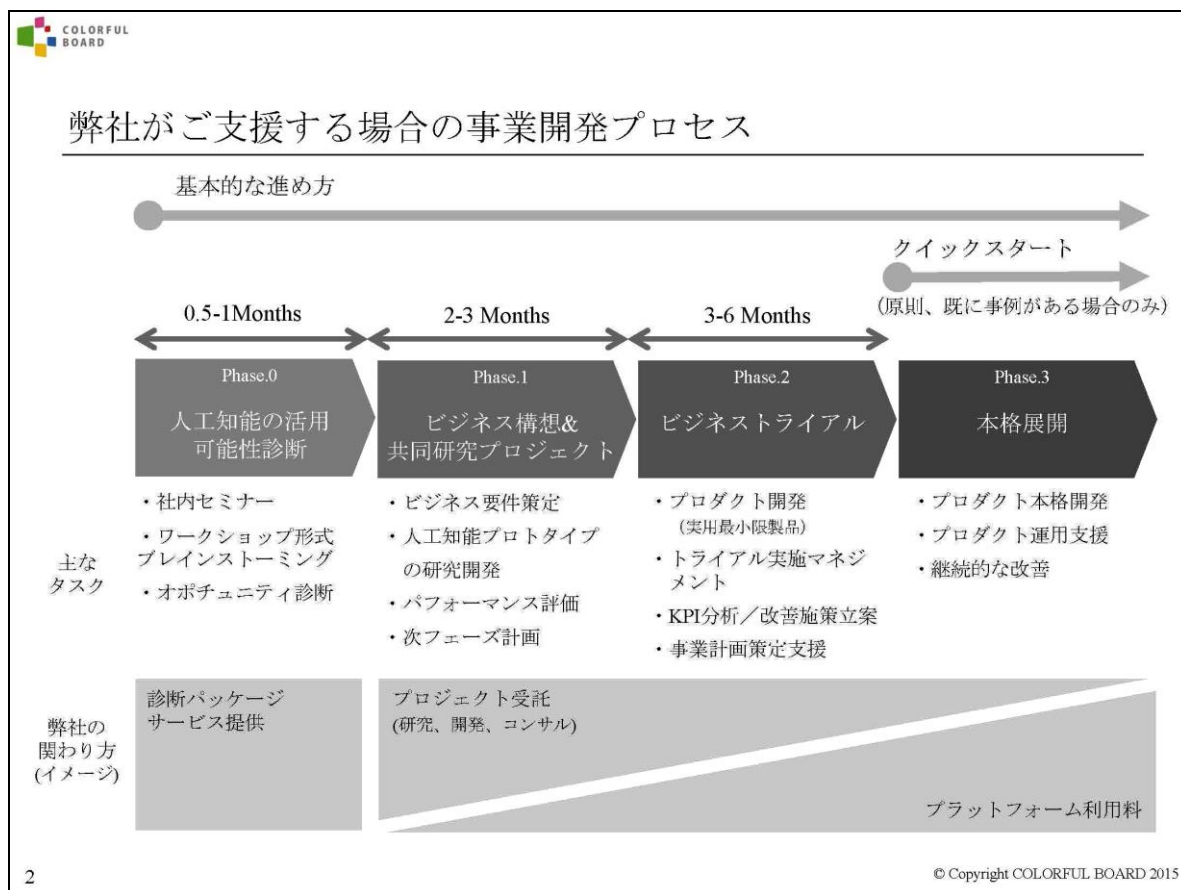 COLORFUL
BOARD
弊社がご支援する場合の事業開発プロセス
基本的な進め方
クイックスタート
(原則、既に事例がある場合のみ)
0.5-1Months
2-3 Months
3-6 Months
Phase.0
人工知能の活用
可能性診断
Phase.1
ビジネス構想&
共同研究プロジェクト
Phase.2
ビジネストライアル
Phase.3
本格展開
主な
タスク
・社内セミナー
・ワークショップ形式
ブレインストーミング
・オポチュニティ診断
・ビジネス要件策定
・人工知能プロトタイプ
の研究開発
・パフォーマンス評価
・次フェーズ計画
・プロダクト開発
(実用最小限製品)
・トライアル実施マネジ
メント
・KPI分析／改善施策立案
・事業計画策定支援
・プロダクト本格開発
・プロダクト運用支援
・継続的な改善
弊社の
関わり方
(イメージ)
診断パッケージ
サービス提供
プロジェクト受託
(研究、開発、コンサル)
プラットフォーム利用料
2
© Copyright COLORFUL BOARD 2015